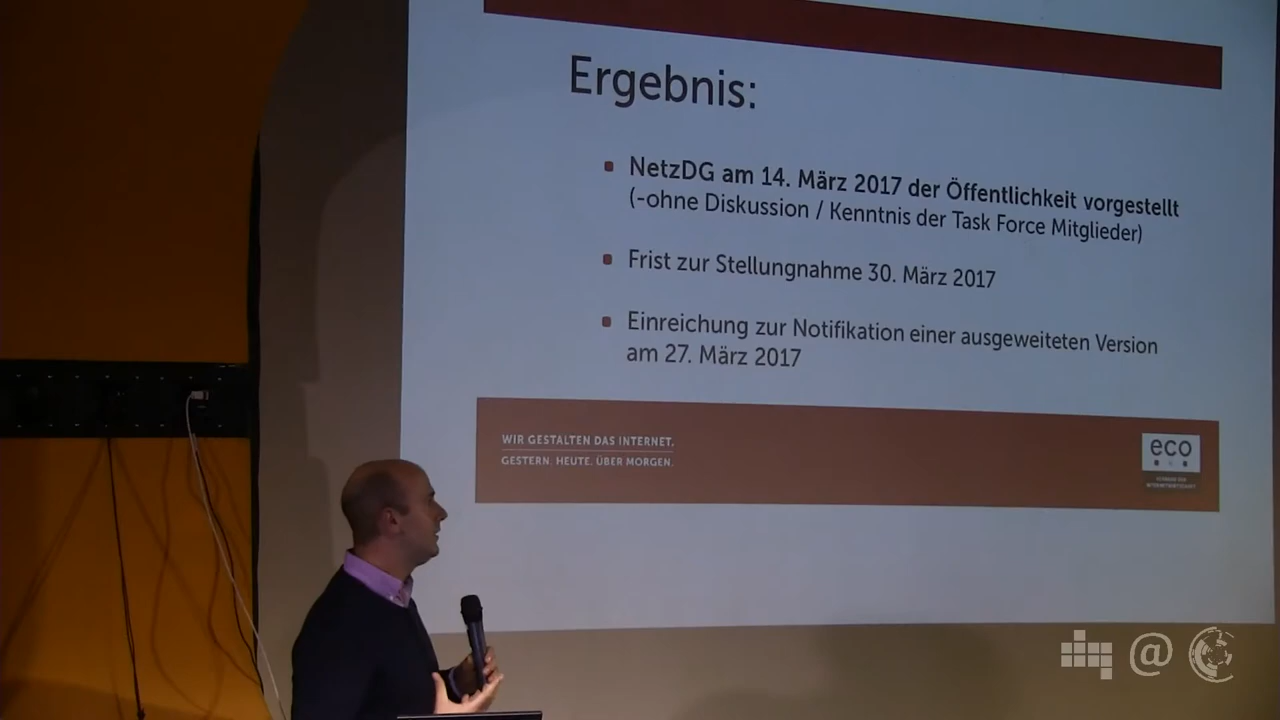 Ergebnis:
NetzDG am 14. März 2017 der Öffentlichkeit vorgestellt
(-ohne Diskussion / Kenntnis der Task Force Mitglieder)
Frist zur Stellungnahme 30. März 2017
Einreichung zur Notifikation einer ausgeweiteten Version
am 27. März 2017
WIR GESTALTEN DAS INTERNET.
GESTERN. HEUTE. ÜBER MORGEN.
eco
@